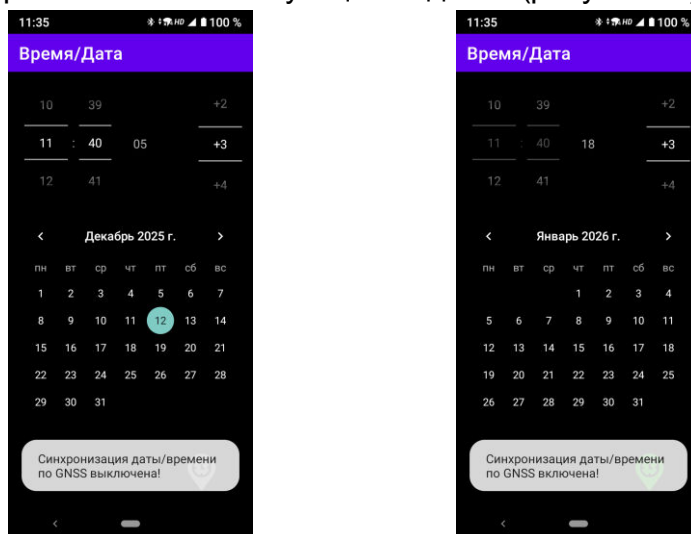 11:35 HD 100 %
Время/Дата
10 39 +2
11 : 40 05 +3
12 41 +4
< Декабрь 2025 г. >
пн вт ср чт пт сб вс
1 2 3 4 5 6 7
8 9 10 11 12 13 14
15 16 17 18 19 20 21
22 23 24 25 26 27 28
29 30 31
Синхронизация даты/времени
по GNSS выключена!
11:35 HD 100 %
Время/Дата
10 39 +2
11 : 40 18 +3
12 41 +4
< Январь 2026 г. >
пн вт ср чт пт сб вс
1 2 3 4
5 6 7 8 9 10 11
12 13 14 15 16 17 18
19 20 21 22 23 24 25
26 27 28 29 30 31
Синхронизация даты/времени
по GNSS включена!